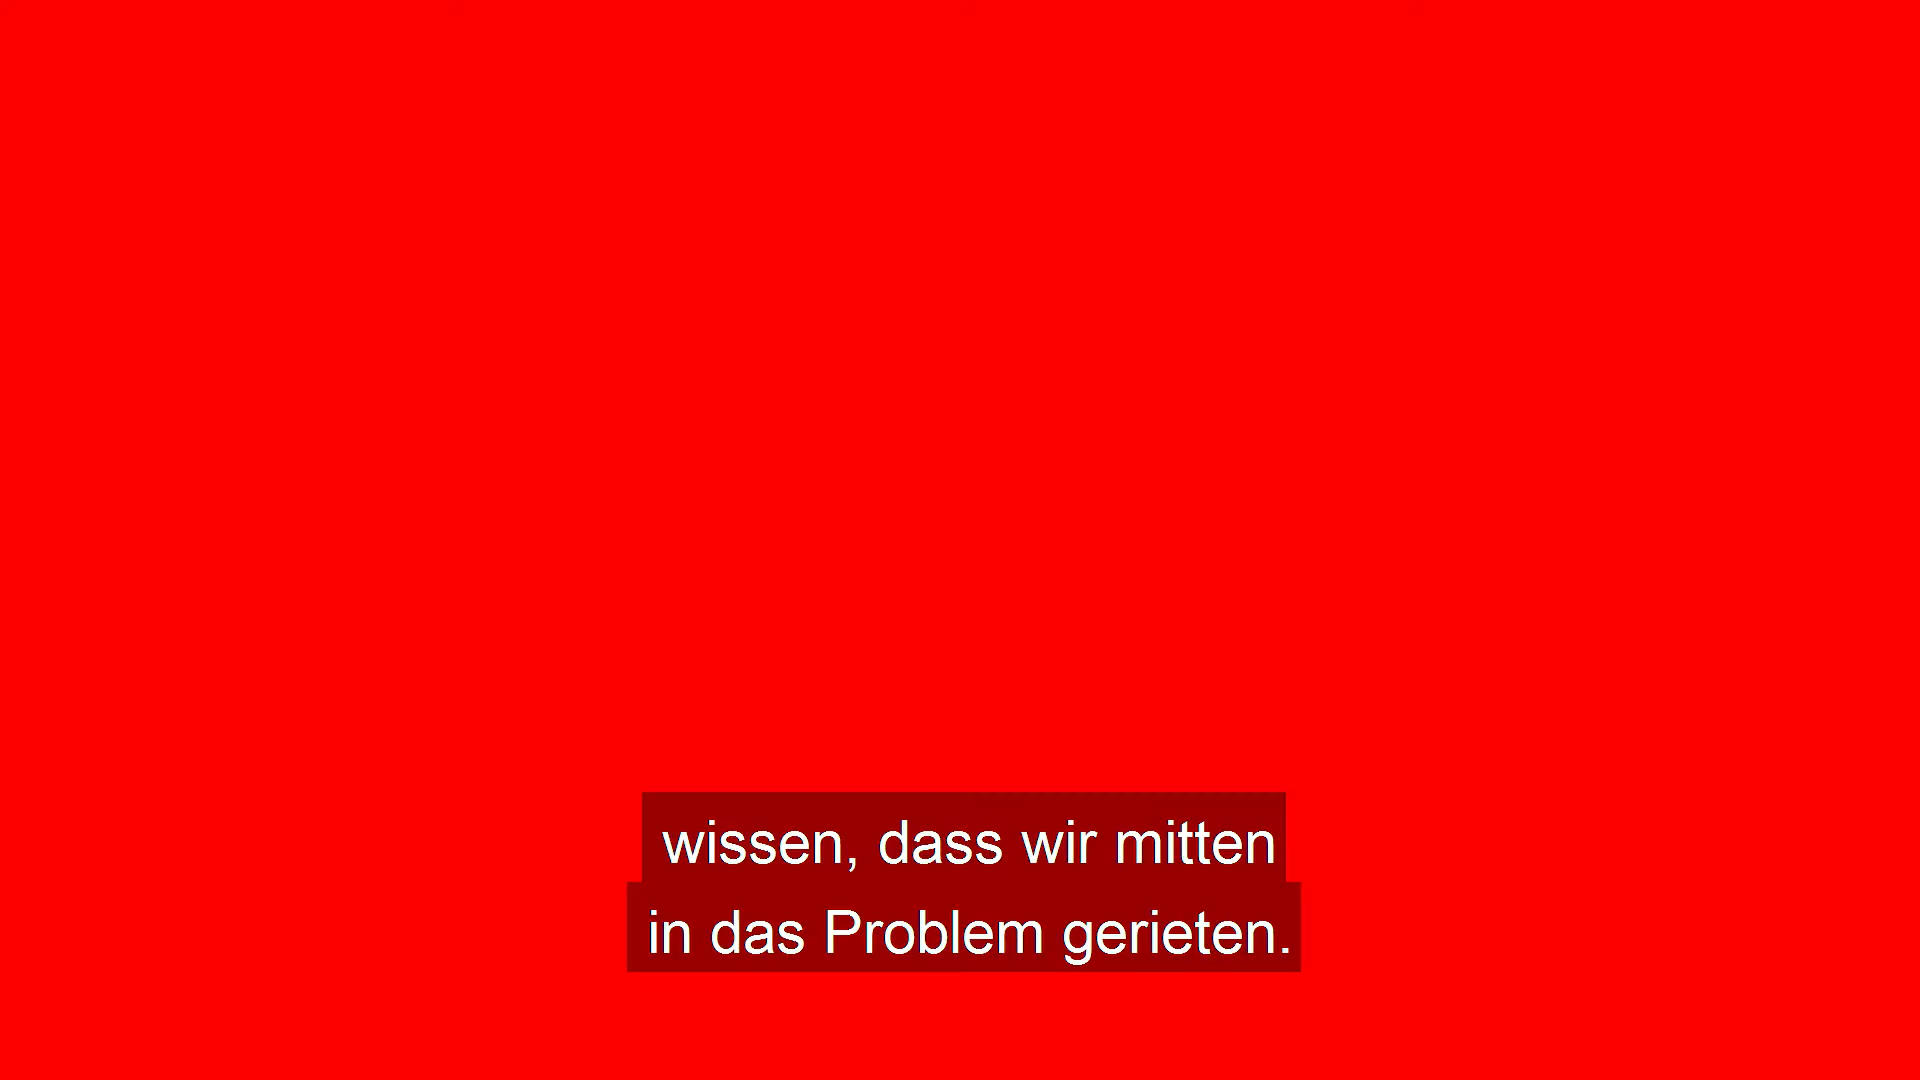 wissen, dass wir mitten
in das Problem gerieten.